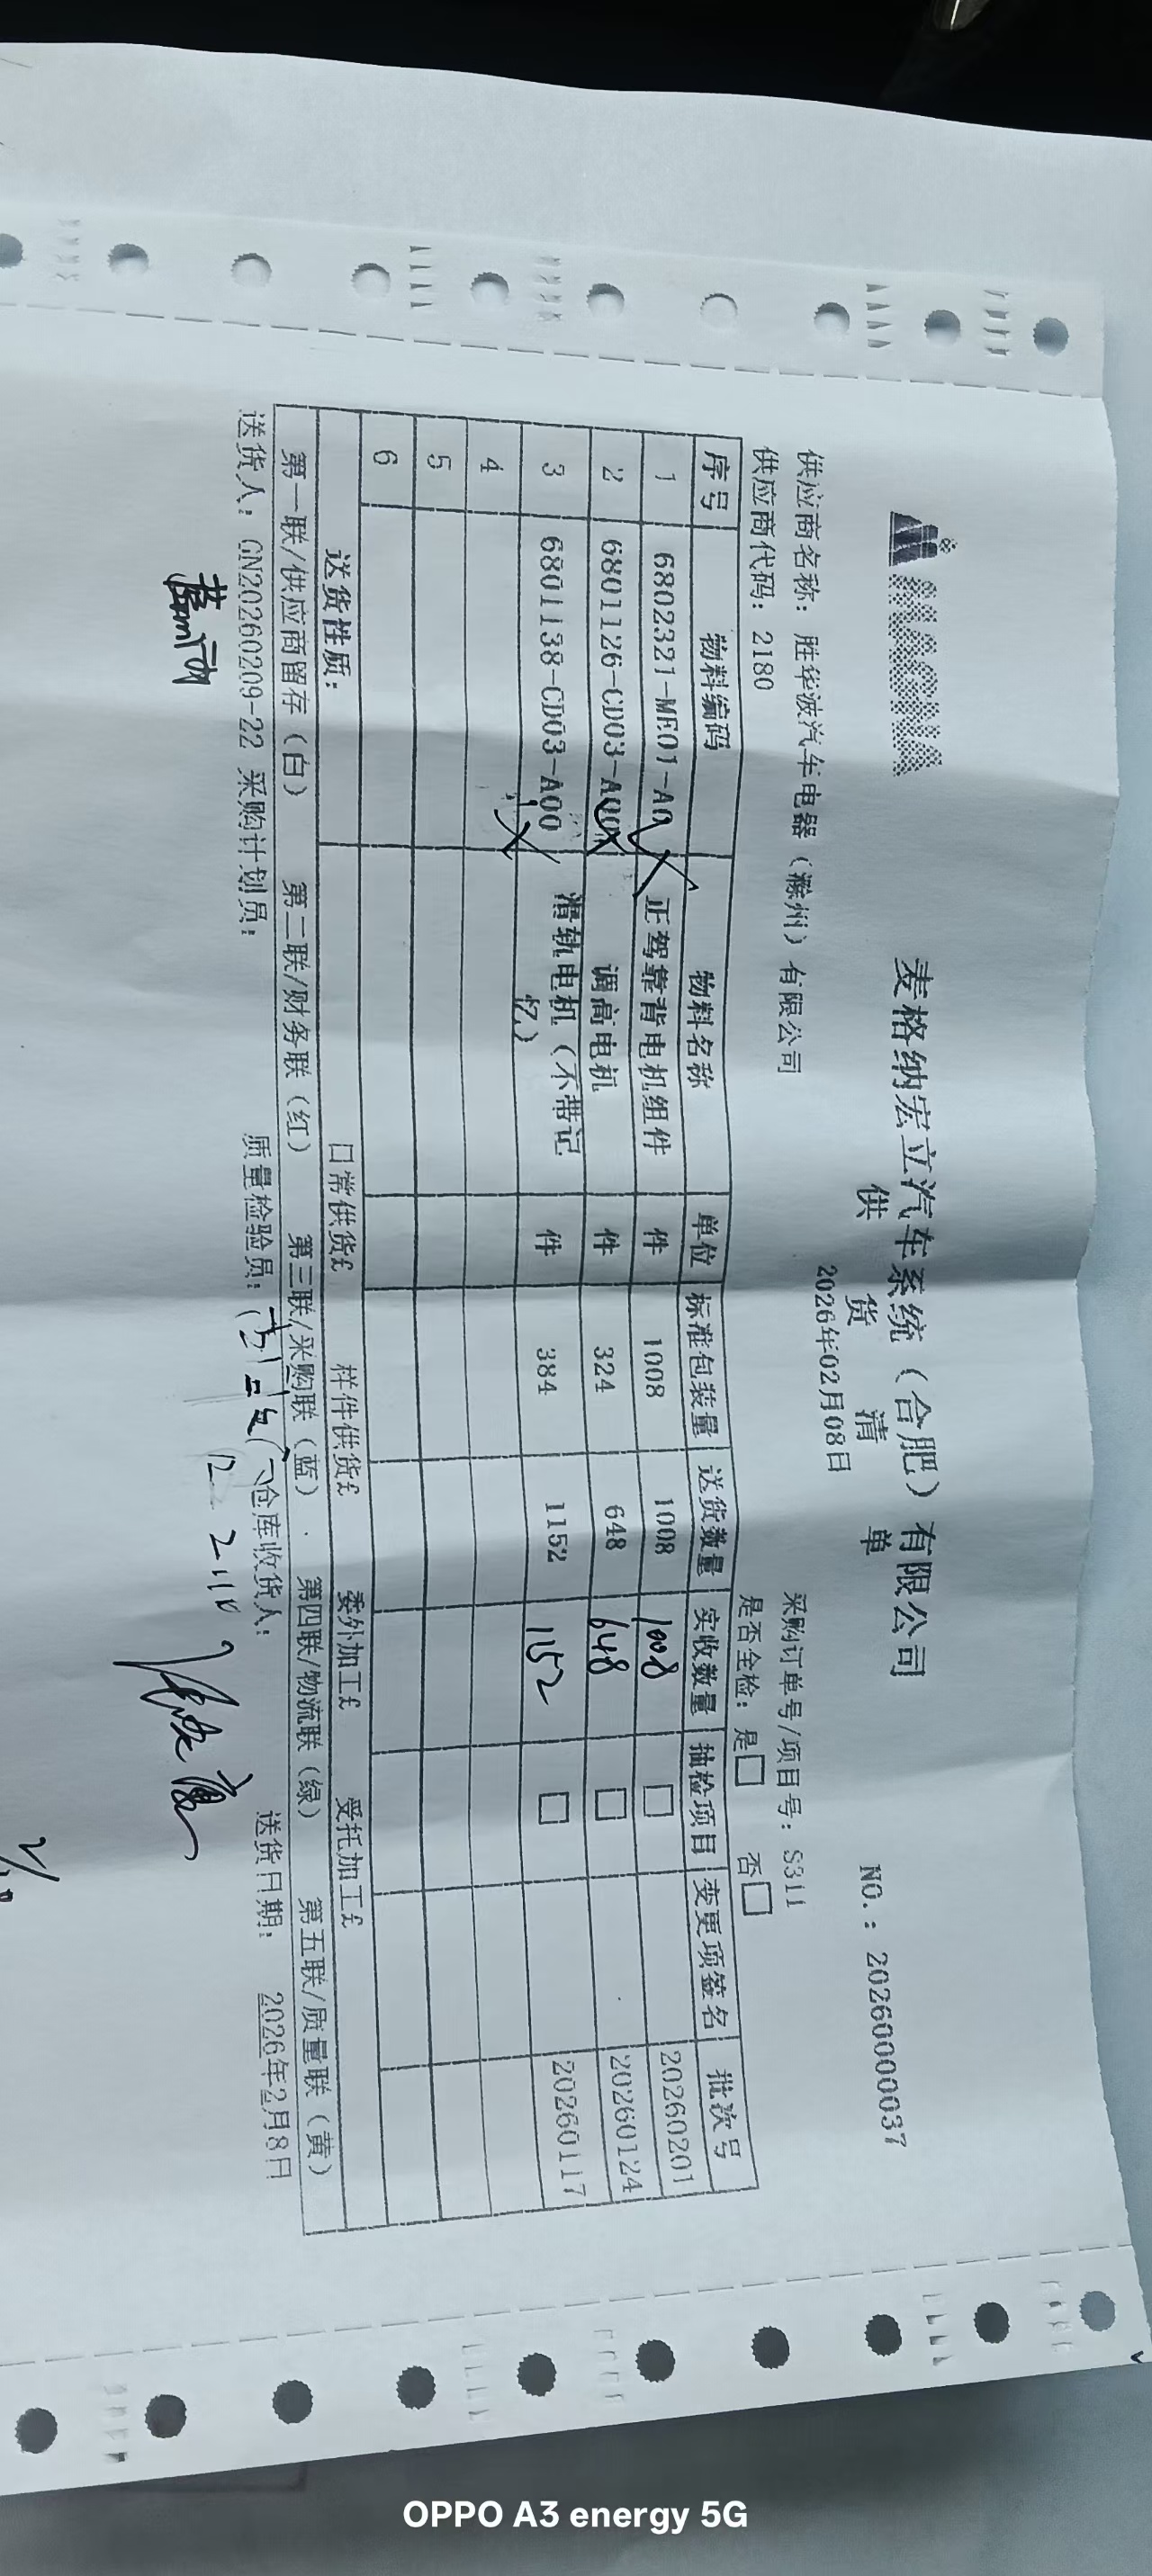 MAGNA
麦格纳宏立汽车系统（合肥）有限公司
供 货 清 单
NO.: 2026000037
2026年02月08日
供应商名称: 胜华波汽车电器（滁州）有限公司
采购订单号/项目号: S311
供应商代码: 2180
是否全检: 是□ 否□
序号 物料编码 物料名称 单位 标准包装量 送货数量 实收数量 抽检项目 变更项签名 批次号
1 6802321-ME01-A0 正驾靠背电机组件 件 1008 1008 1008 □ 20260201
2 6801126-CD03-A00 调高电机 件 324 648 648 □ 20260124
3 6801138-CD03-A00 滑轨电机（不带记忆） 件 384 1152 1152 □ 20260117
4
5
6
送货性质: 日常供货£ 样件供货£ 委外加工£ 受托加工£
第一联/供应商留存（白） 第二联/财务联（红） 第三联/采购联（蓝） 第四联/物流联（绿） 第五联/质量联（黄）
送货人: GN20260209-22 采购计划员: 质量检验员: 仓库收货人: 送货日期: 2026年2月8日
OPPO A3 energy 5G